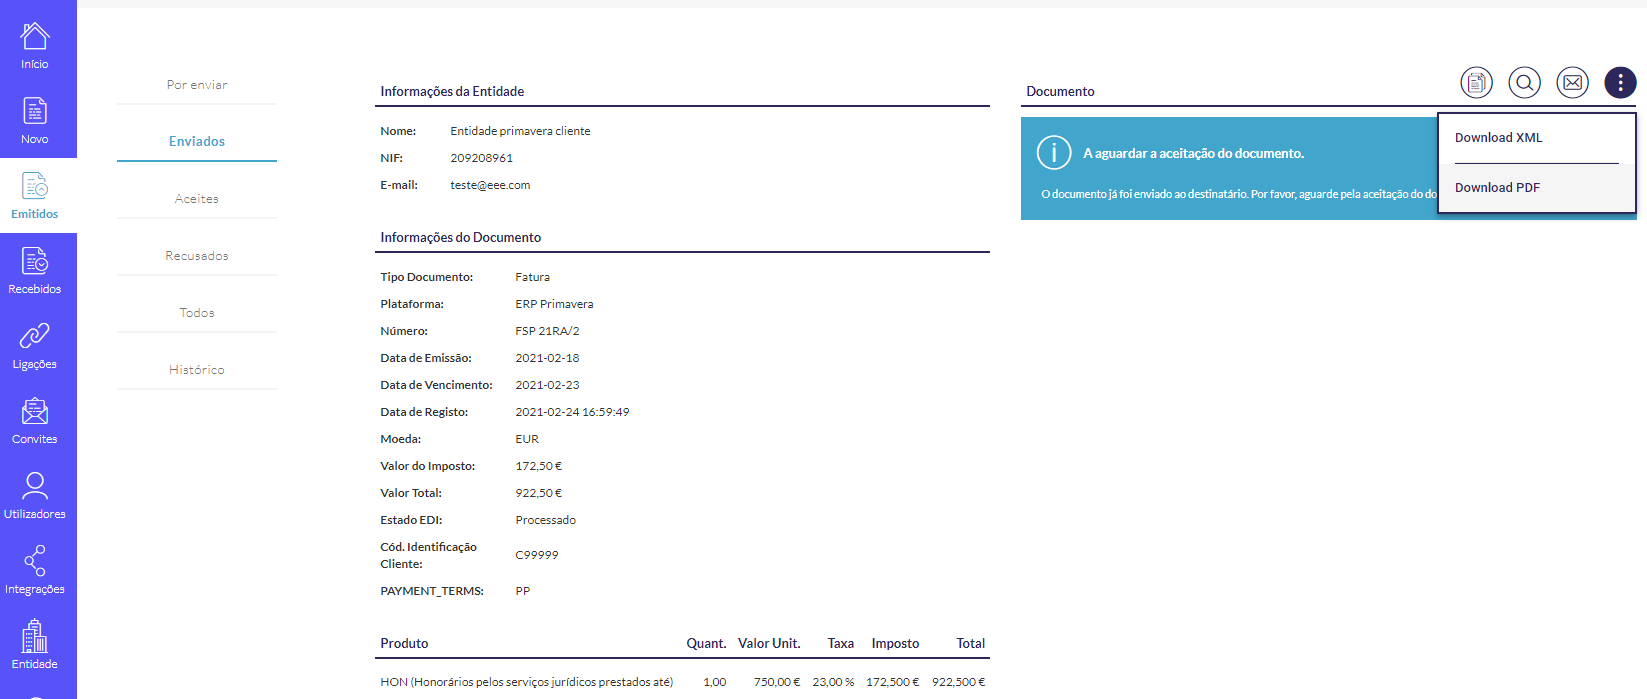 Início
Novo
Emitidos
Recebidos
Ligações
Convites
Utilizadores
Integrações
Entidade
Por enviar
Enviados
Aceites
Recusados
Todos
Histórico
Informações da Entidade
Nome: Entidade primavera cliente
NIF: 209208961
E-mail: teste@eee.com
Informações do Documento
Tipo Documento: Fatura
Plataforma: ERP Primavera
Número: FSP 21RA/2
Data de Emissão: 2021-02-18
Data de Vencimento: 2021-02-23
Data de Registo: 2021-02-24 16:59:49
Moeda: EUR
Valor do Imposto: 172,50 €
Valor Total: 922,50 €
Estado EDI: Processado
Cód. Identificação
Cliente: C99999
PAYMENT_TERMS: PP
Produto Quant. Valor Unit. Taxa Imposto Total
HON (Honorários pelos serviços jurídicos prestados até) 1,00 750,00 € 23,00 % 172,500 € 922,500 €
Documento
A aguardar a aceitação do documento.
O documento já foi enviado ao destinatário. Por favor, aguarde pela aceitação do do
Download XML
Download PDF